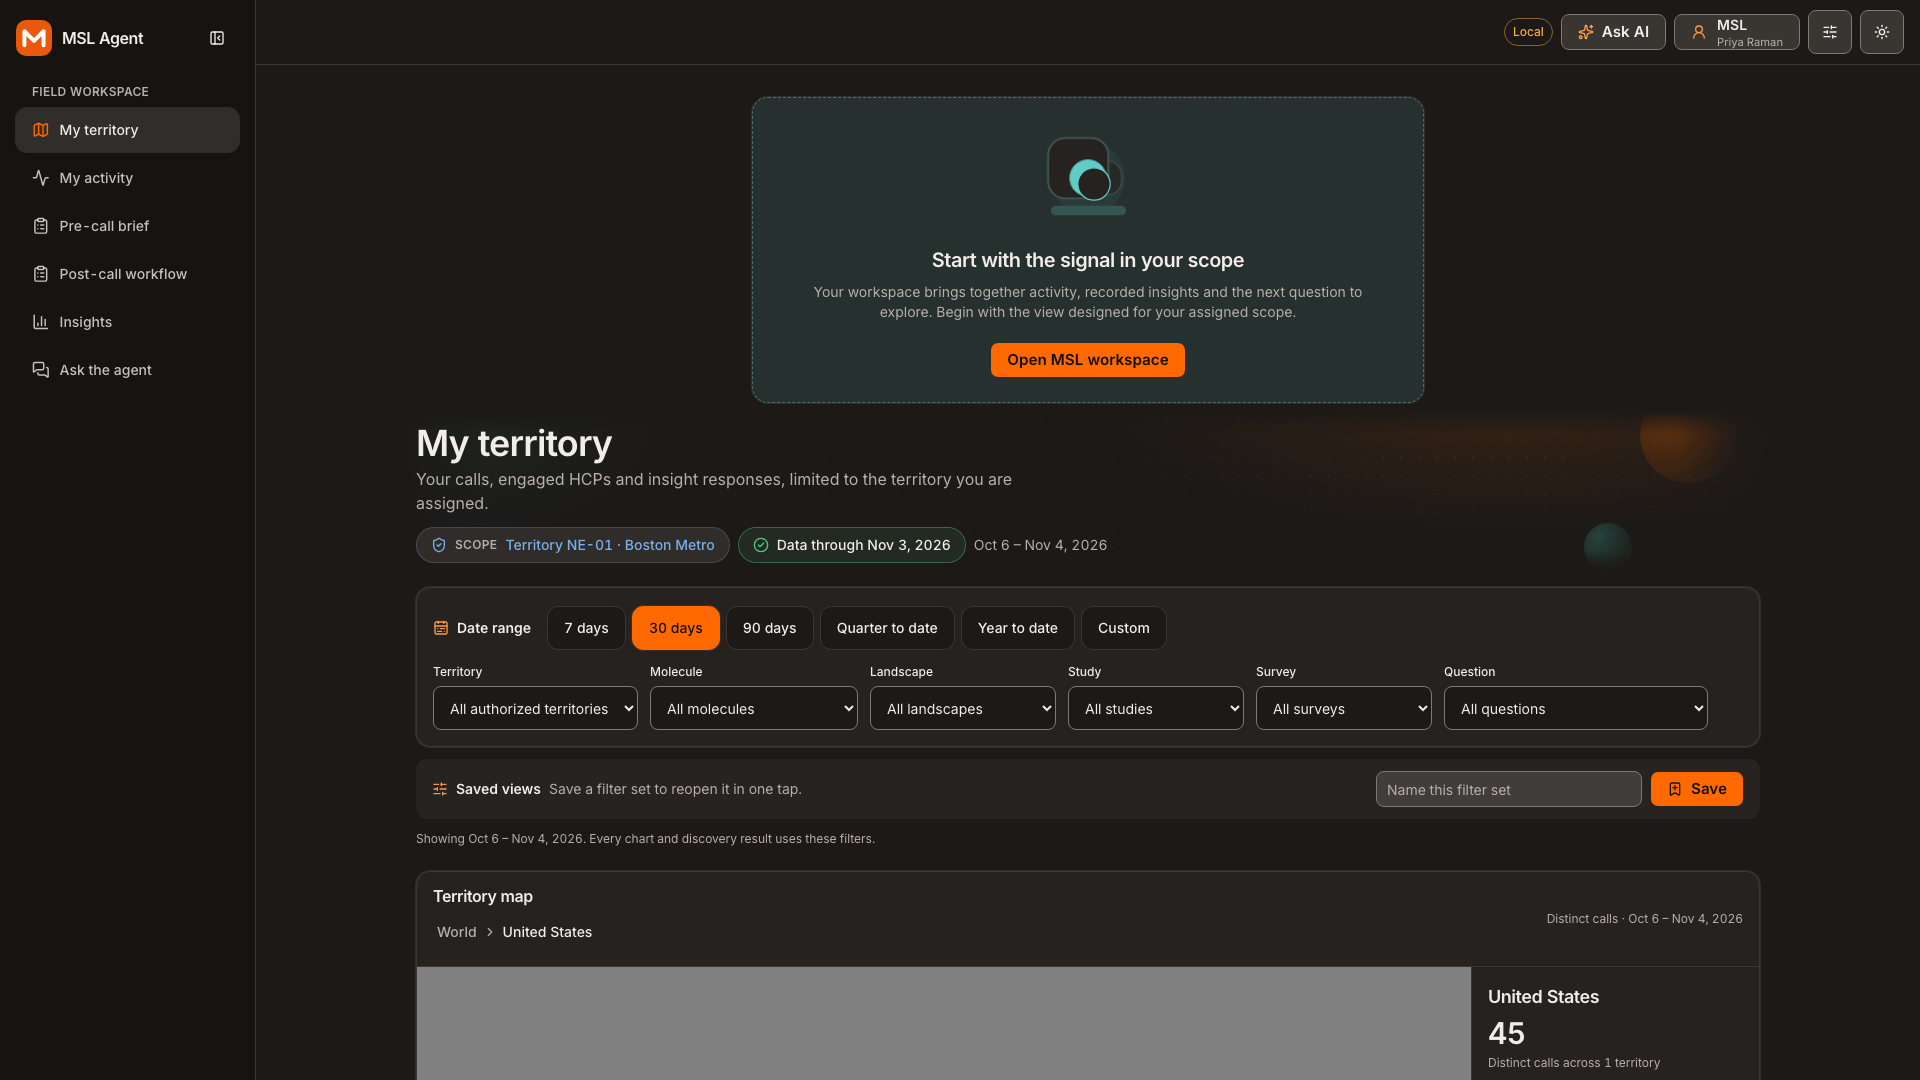 MSL Agent
FIELD WORKSPACE
My territory
My activity
Pre-call brief
Post-call workflow
Insights
Ask the agent
Local
Ask AI
MSL
Priya Raman
Start with the signal in your scope
Your workspace brings together activity, recorded insights and the next question to
explore. Begin with the view designed for your assigned scope.
Open MSL workspace
My territory
Your calls, engaged HCPs and insight responses, limited to the territory you are
assigned.
SCOPE Territory NE-01 · Boston Metro
Data through Nov 3, 2026
Oct 6 – Nov 4, 2026
Date range
7 days
30 days
90 days
Quarter to date
Year to date
Custom
Territory
Molecule
Landscape
Study
Survey
Question
All authorized territories
All molecules
All landscapes
All studies
All surveys
All questions
Saved views Save a filter set to reopen it in one tap.
Name this filter set
Save
Showing Oct 6 – Nov 4, 2026. Every chart and discovery result uses these filters.
Territory map
World > United States
Distinct calls · Oct 6 – Nov 4, 2026
United States
45
Distinct calls across 1 territory